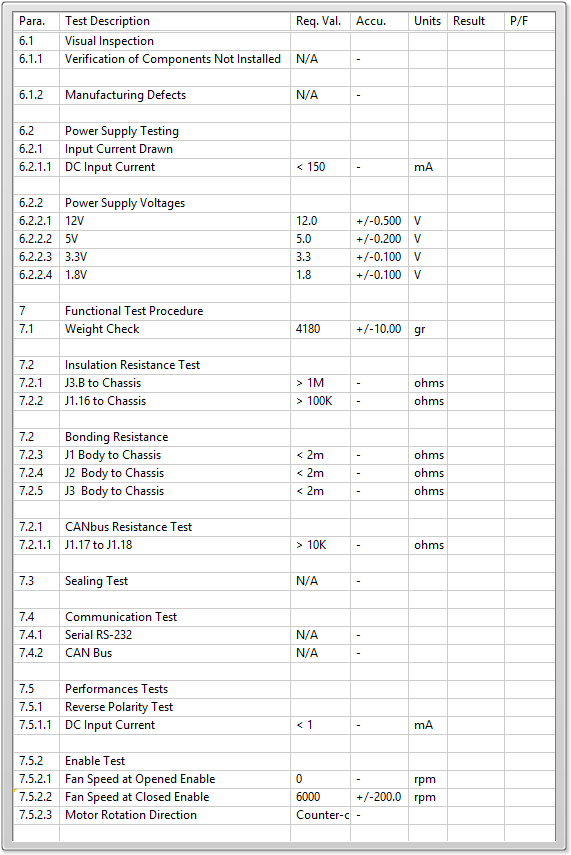 Para. Test Description Req. Val. Accu. Units Result P/F
6.1 Visual Inspection
6.1.1 Verification of Components Not Installed N/A -
6.1.2 Manufacturing Defects N/A -
6.2 Power Supply Testing
6.2.1 Input Current Drawn
6.2.1.1 DC Input Current < 150 - mA
6.2.2 Power Supply Voltages
6.2.2.1 12V 12.0 +/-0.500 V
6.2.2.2 5V 5.0 +/-0.200 V
6.2.2.3 3.3V 3.3 +/-0.100 V
6.2.2.4 1.8V 1.8 +/-0.100 V
7 Functional Test Procedure
7.1 Weight Check 4180 +/-10.00 gr
7.2 Insulation Resistance Test
7.2.1 J3.B to Chassis > 1M - ohms
7.2.2 J1.16 to Chassis > 100K - ohms
7.2 Bonding Resistance
7.2.3 J1 Body to Chassis < 2m - ohms
7.2.4 J2 Body to Chassis < 2m - ohms
7.2.5 J3 Body to Chassis < 2m - ohms
7.2.1 CANbus Resistance Test
7.2.1.1 J1.17 to J1.18 > 10K - ohms
7.3 Sealing Test N/A -
7.4 Communication Test
7.4.1 Serial RS-232 N/A -
7.4.2 CAN Bus N/A -
7.5 Performances Tests
7.5.1 Reverse Polarity Test
7.5.1.1 DC Input Current < 1 - mA
7.5.2 Enable Test
7.5.2.1 Fan Speed at Opened Enable 0 - rpm
7.5.2.2 Fan Speed at Closed Enable 6000 +/-200.0 rpm
7.5.2.3 Motor Rotation Direction Counter-c -